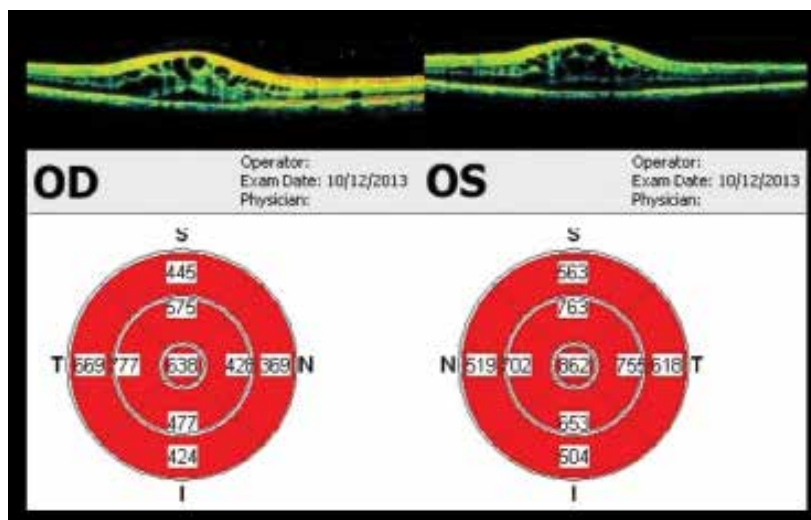 OD
Operator:
Exam Date: 10/12/2013
Physician:
OS
Operator:
Exam Date: 10/12/2013
Physician:
S
445
575
T 669 777 638 426 369 N
477
424
I
S
563
763
N 519 702 862 755 618 T
653
504
I